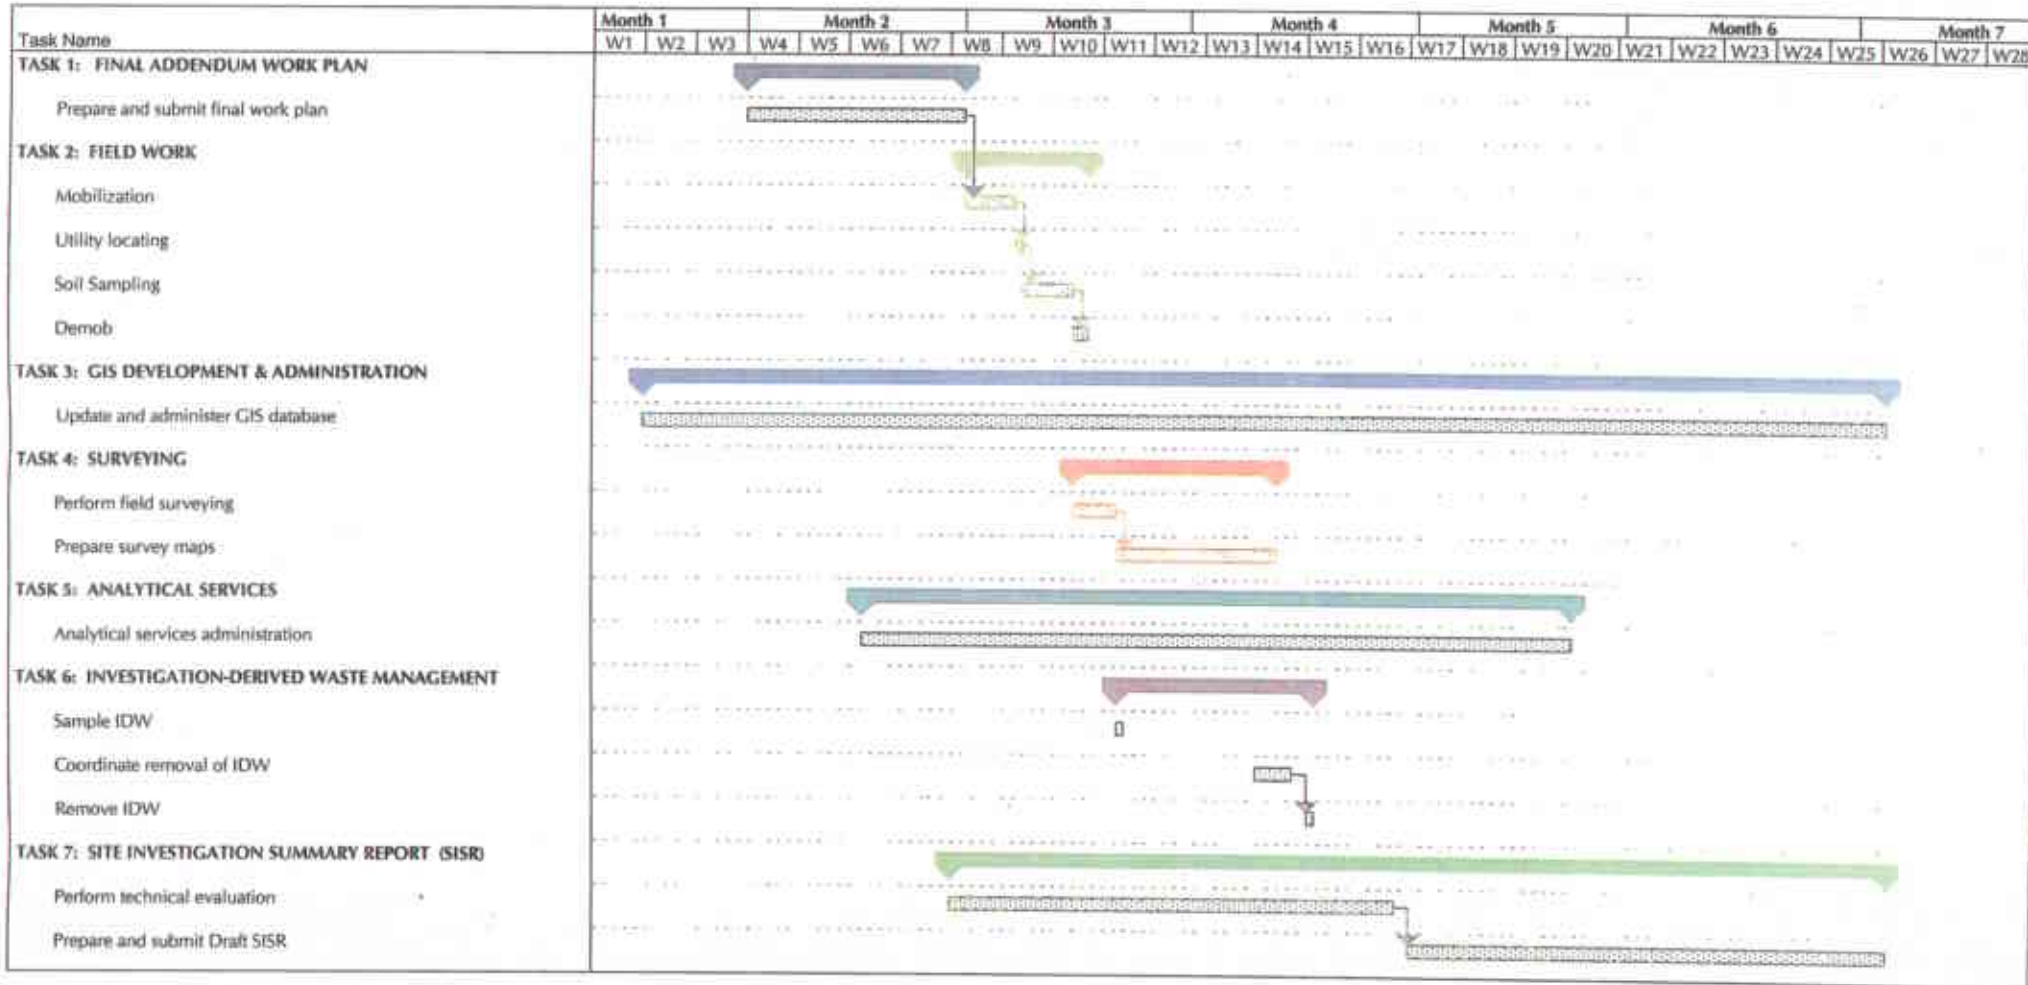 Month 1 Month 2 Month 3 Month 4 Month 5 Month 6 Month 7
Task Name W1 W2 W3 W4 W5 W6 W7 W8 W9 W10 W11 W12 W13 W14 W15 W16 W17 W18 W19 W20 W21 W22 W23 W24 W25 W26 W27 W28
TASK 1: FINAL ADDENDUM WORK PLAN
Prepare and submit final work plan
TASK 2: FIELD WORK
Mobilization
Utility locating
Soil Sampling
Demob
TASK 3: GIS DEVELOPMENT & ADMINISTRATION
Update and administer GIS database
TASK 4: SURVEYING
Perform field surveying
Prepare survey maps
TASK 5: ANALYTICAL SERVICES
Analytical services administration
TASK 6: INVESTIGATION-DERIVED WASTE MANAGEMENT
Sample IDW
Coordinate removal of IDW
Remove IDW
TASK 7: SITE INVESTIGATION SUMMARY REPORT (SISR)
Perform technical evaluation
Prepare and submit Draft SISR